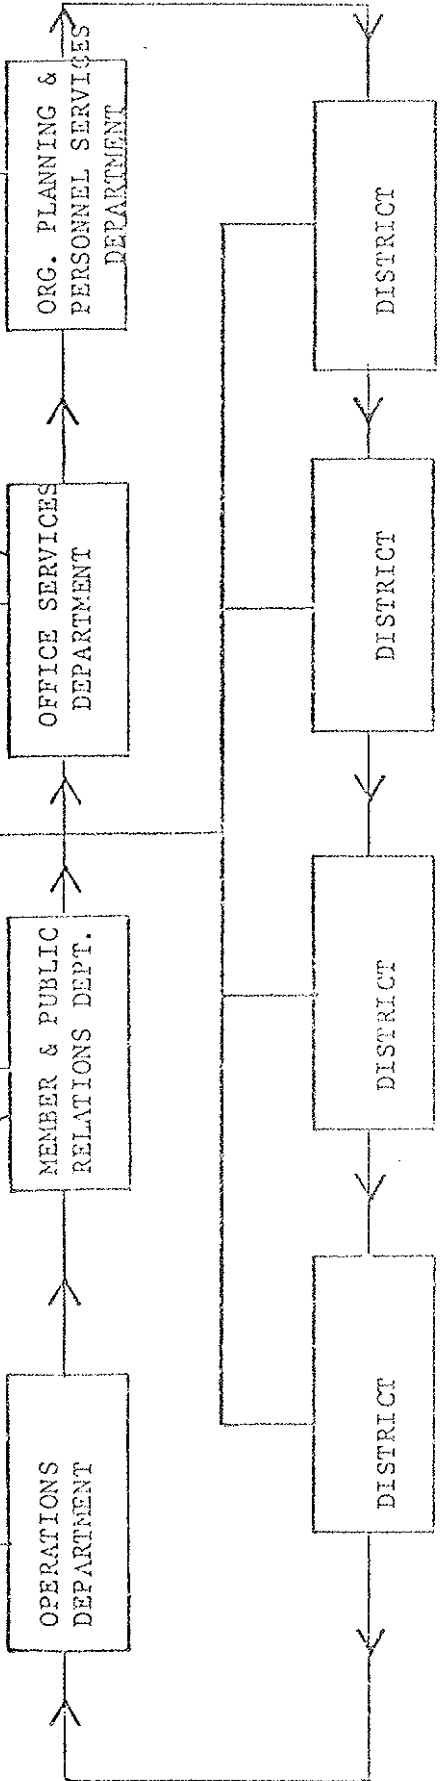 OPERATIONS
DEPARTMENT
MEMBER & PUBLIC
RELATIONS DEPT.
OFFICE SERVICES
DEPARTMENT
ORG. PLANNING &
PERSONNEL SERVICES
DEPARTMENT
DISTRICT
DISTRICT
DISTRICT
DISTRICT